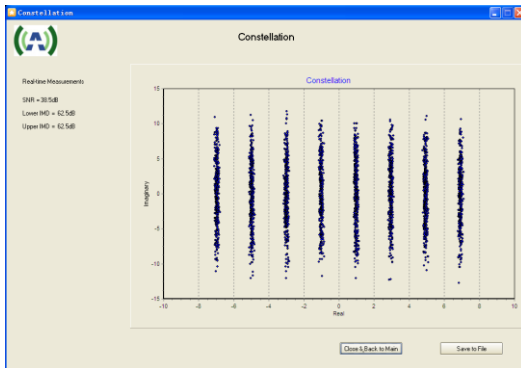 Constellation
Constellation
Real-time Measurements
SNR = 38.5dB
Lower IMD = 62.5dB
Upper IMD = 62.5dB
Constellation
15
10
5
0
-5
-10
-15
Imaginary
-10 -8 -6 -4 -2 0 2 4 6 8 10
Real
Close & Back to Main
Save to File